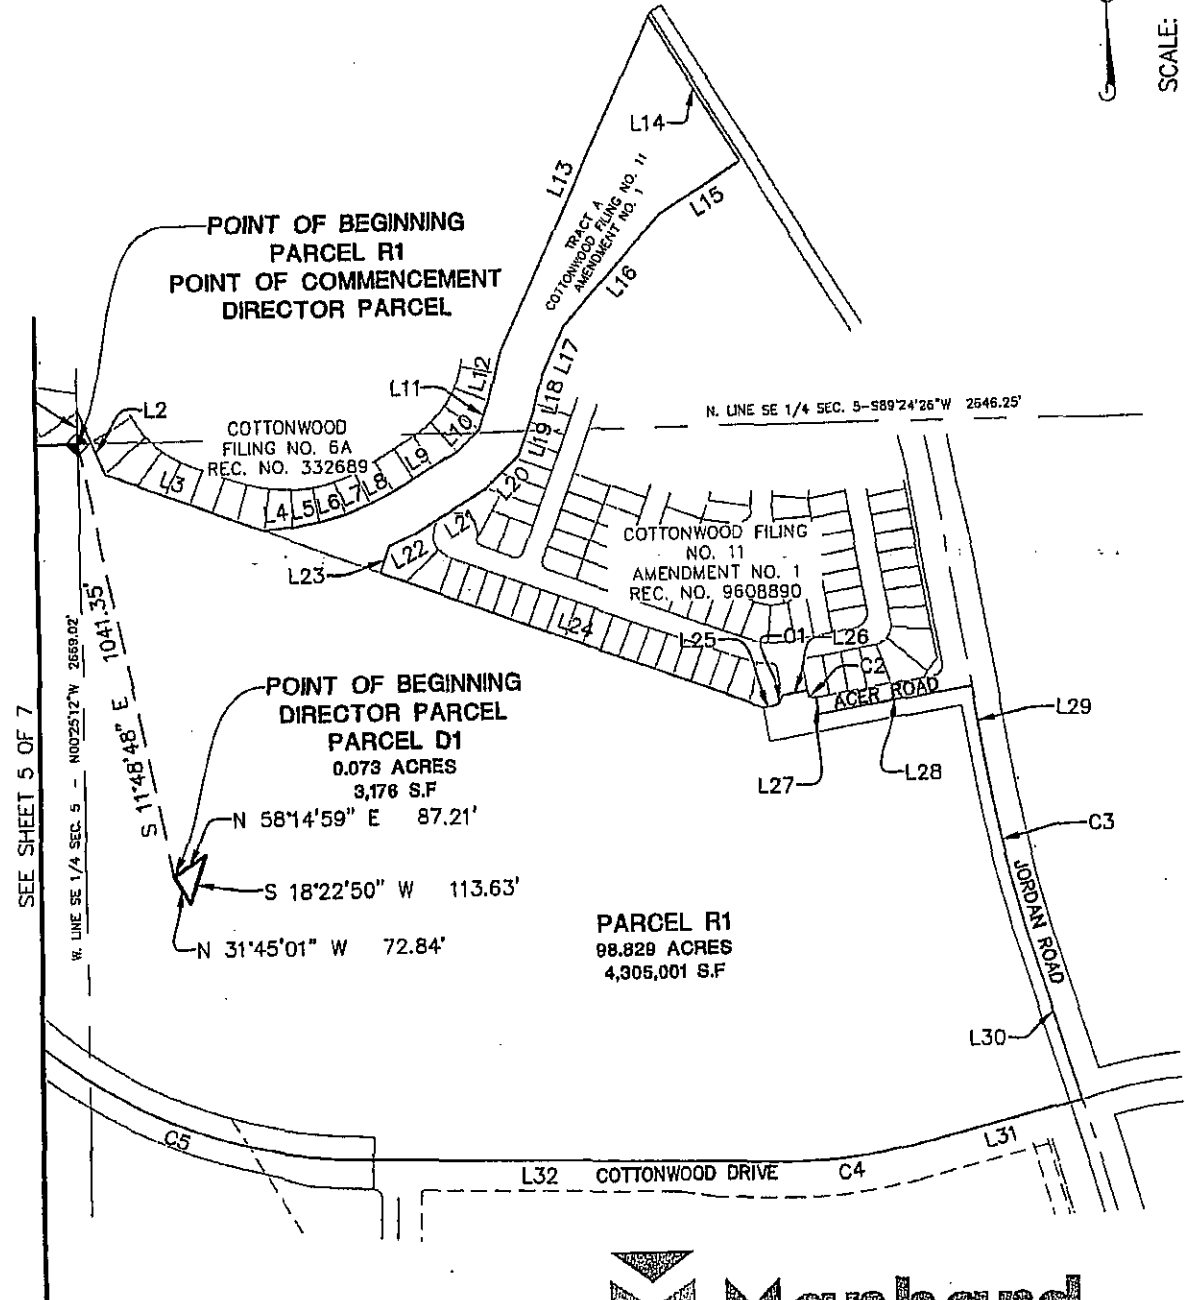 SCALE:
L14
L13
TRACT A
COTTONWOOD FILING NO. 11
AMENDMENT NO. 1
L15
L16
POINT OF BEGINNING
PARCEL R1
POINT OF COMMENCEMENT
DIRECTOR PARCEL
L17
L12
L11
L18
L2
N. LINE SE 1/4 SEC. 5-S89°24'26"W 2646.25'
COTTONWOOD
FILING NO. 6A
REC. NO. 332689
L10
L19
L9
L3
L8
L7
L6
L5
L4
L20
L21
L22
L23
COTTONWOOD FILING
NO. 11
AMENDMENT NO. 1
REC. NO. 9608890
L24
L25
C1
L26
C2
ACER ROAD
L29
L27
L28
S 11°48'48" E 1041.35'
W. LINE SE 1/4 SEC. 5 - N00°25'12"W 2669.02'
SEE SHEET 5 OF 7
POINT OF BEGINNING
DIRECTOR PARCEL
PARCEL D1
0.073 ACRES
3,176 S.F
N 58°14'59" E 87.21'
S 18°22'50" W 113.63'
N 31°45'01" W 72.84'
C3
JORDAN ROAD
PARCEL R1
98.829 ACRES
4,305,001 S.F
L30
C5
L32
COTTONWOOD DRIVE
C4
L31